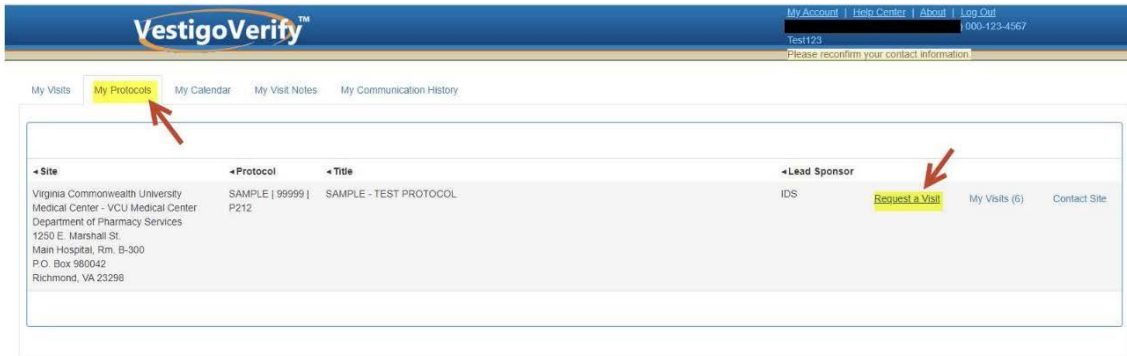 VestigoVerify™
My Account | Help Center | About | Log Out
) 000-123-4567
Test123
Please reconfirm your contact information.
My Visits My Protocols My Calendar My Visit Notes My Communication History
◄ Site ◄ Protocol ◄ Title ◄ Lead Sponsor
Virginia Commonwealth University SAMPLE | 99999 | SAMPLE - TEST PROTOCOL IDS Request a Visit My Visits (6) Contact Site
Medical Center - VCU Medical Center P212
Department of Pharmacy Services
1250 E. Marshall St.
Main Hospital, Rm. B-300
P.O. Box 980042
Richmond, VA 23298